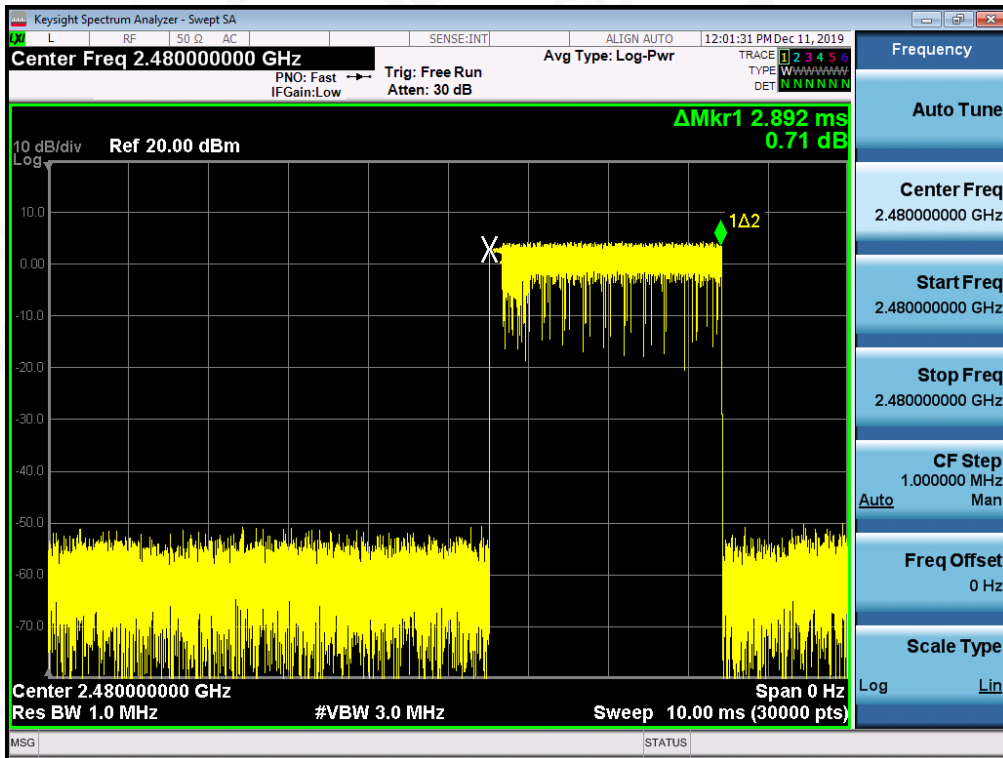 Keysight Spectrum Analyzer - Swept SA
LXI L RF 50 Ω AC SENSE:INT ALIGN AUTO 12:01:31 PM Dec 11, 2019
Center Freq 2.480000000 GHz
PNO: Fast
IFGain:Low
Trig: Free Run
Atten: 30 dB
Avg Type: Log-Pwr
TRACE 1 2 3 4 5 6
TYPE WWWWWW
DET N N N N N N
ΔMkr1 2.892 ms
0.71 dB
10 dB/div Ref 20.00 dBm
Log
10.0
0.00
-10.0
-20.0
-30.0
-40.0
-50.0
-60.0
-70.0
X
1Δ2
Center 2.480000000 GHz Span 0 Hz
Res BW 1.0 MHz #VBW 3.0 MHz Sweep 10.00 ms (30000 pts)
MSG STATUS
Frequency
Auto Tune
Center Freq
2.480000000 GHz
Start Freq
2.480000000 GHz
Stop Freq
2.480000000 GHz
CF Step
1.000000 MHz
Auto Man
Freq Offset
0 Hz
Scale Type
Log Lin